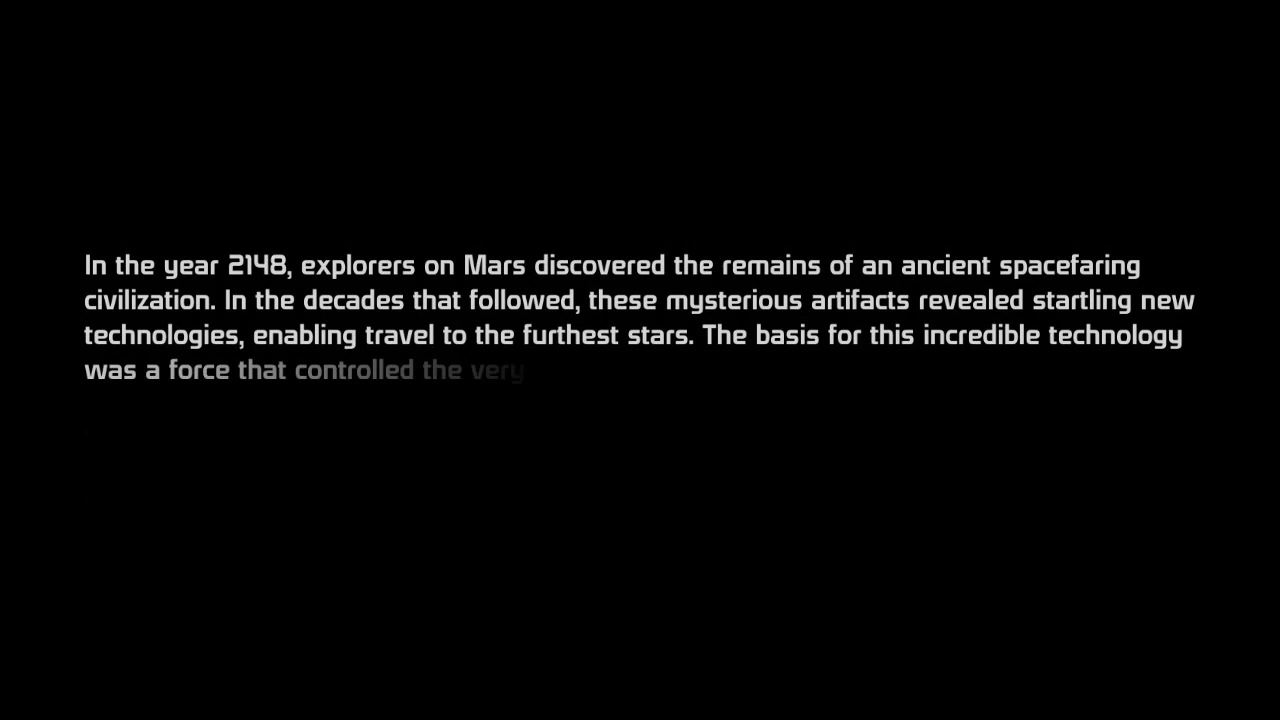 In the year 2148, explorers on Mars discovered the remains of an ancient spacefaring
civilization. In the decades that followed, these mysterious artifacts revealed startling new
technologies, enabling travel to the furthest stars. The basis for this incredible technology
was a force that controlled the very